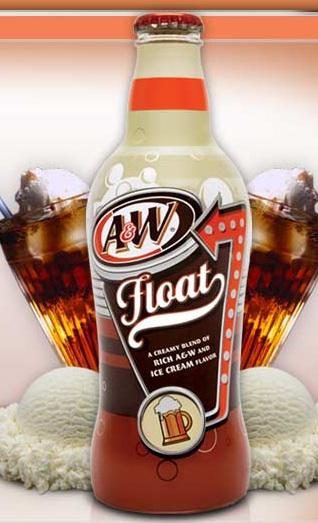 A&W®
Float
A CREAMY BLEND OF
RICH A&W AND
ICE CREAM FLAVOR